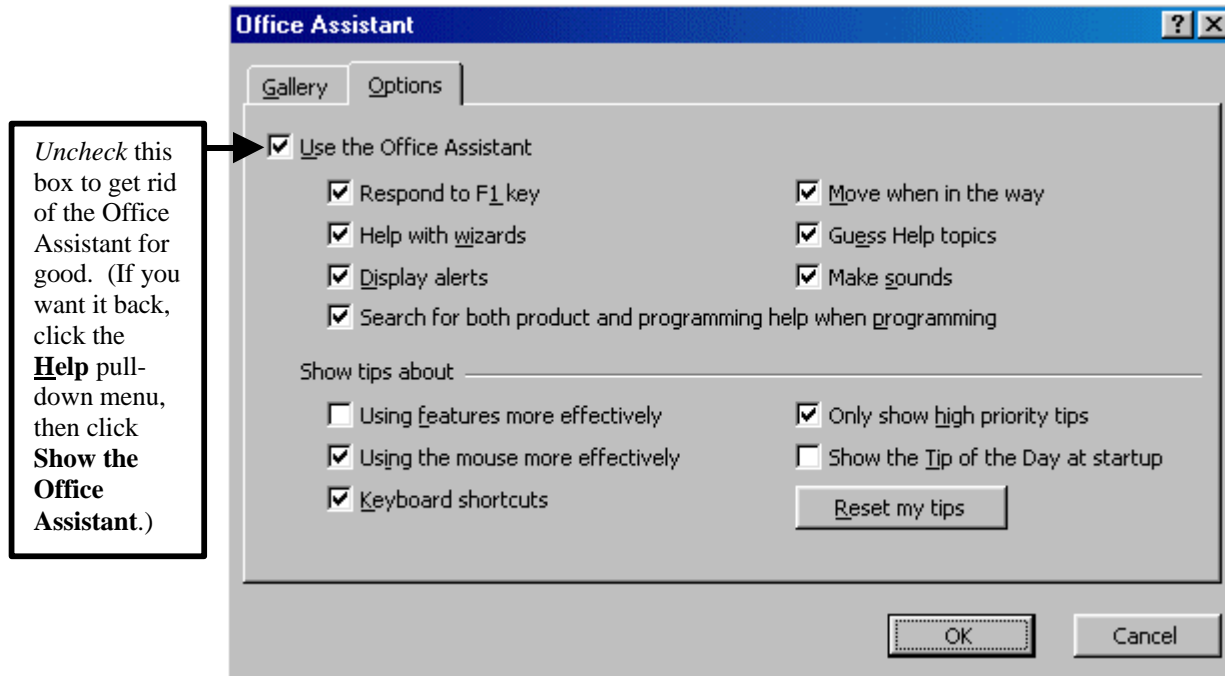 Office Assistant
Gallery Options
Uncheck this
box to get rid
of the Office
Assistant for
good. (If you
want it back,
click the
Help pull-
down menu,
then click
Show the
Office
Assistant.)
Use the Office Assistant
Respond to F1 key
Move when in the way
Help with wizards
Guess Help topics
Display alerts
Make sounds
Search for both product and programming help when programming
Show tips about
Using features more effectively
Only show high priority tips
Using the mouse more effectively
Show the Tip of the Day at startup
Keyboard shortcuts
Reset my tips
OK Cancel